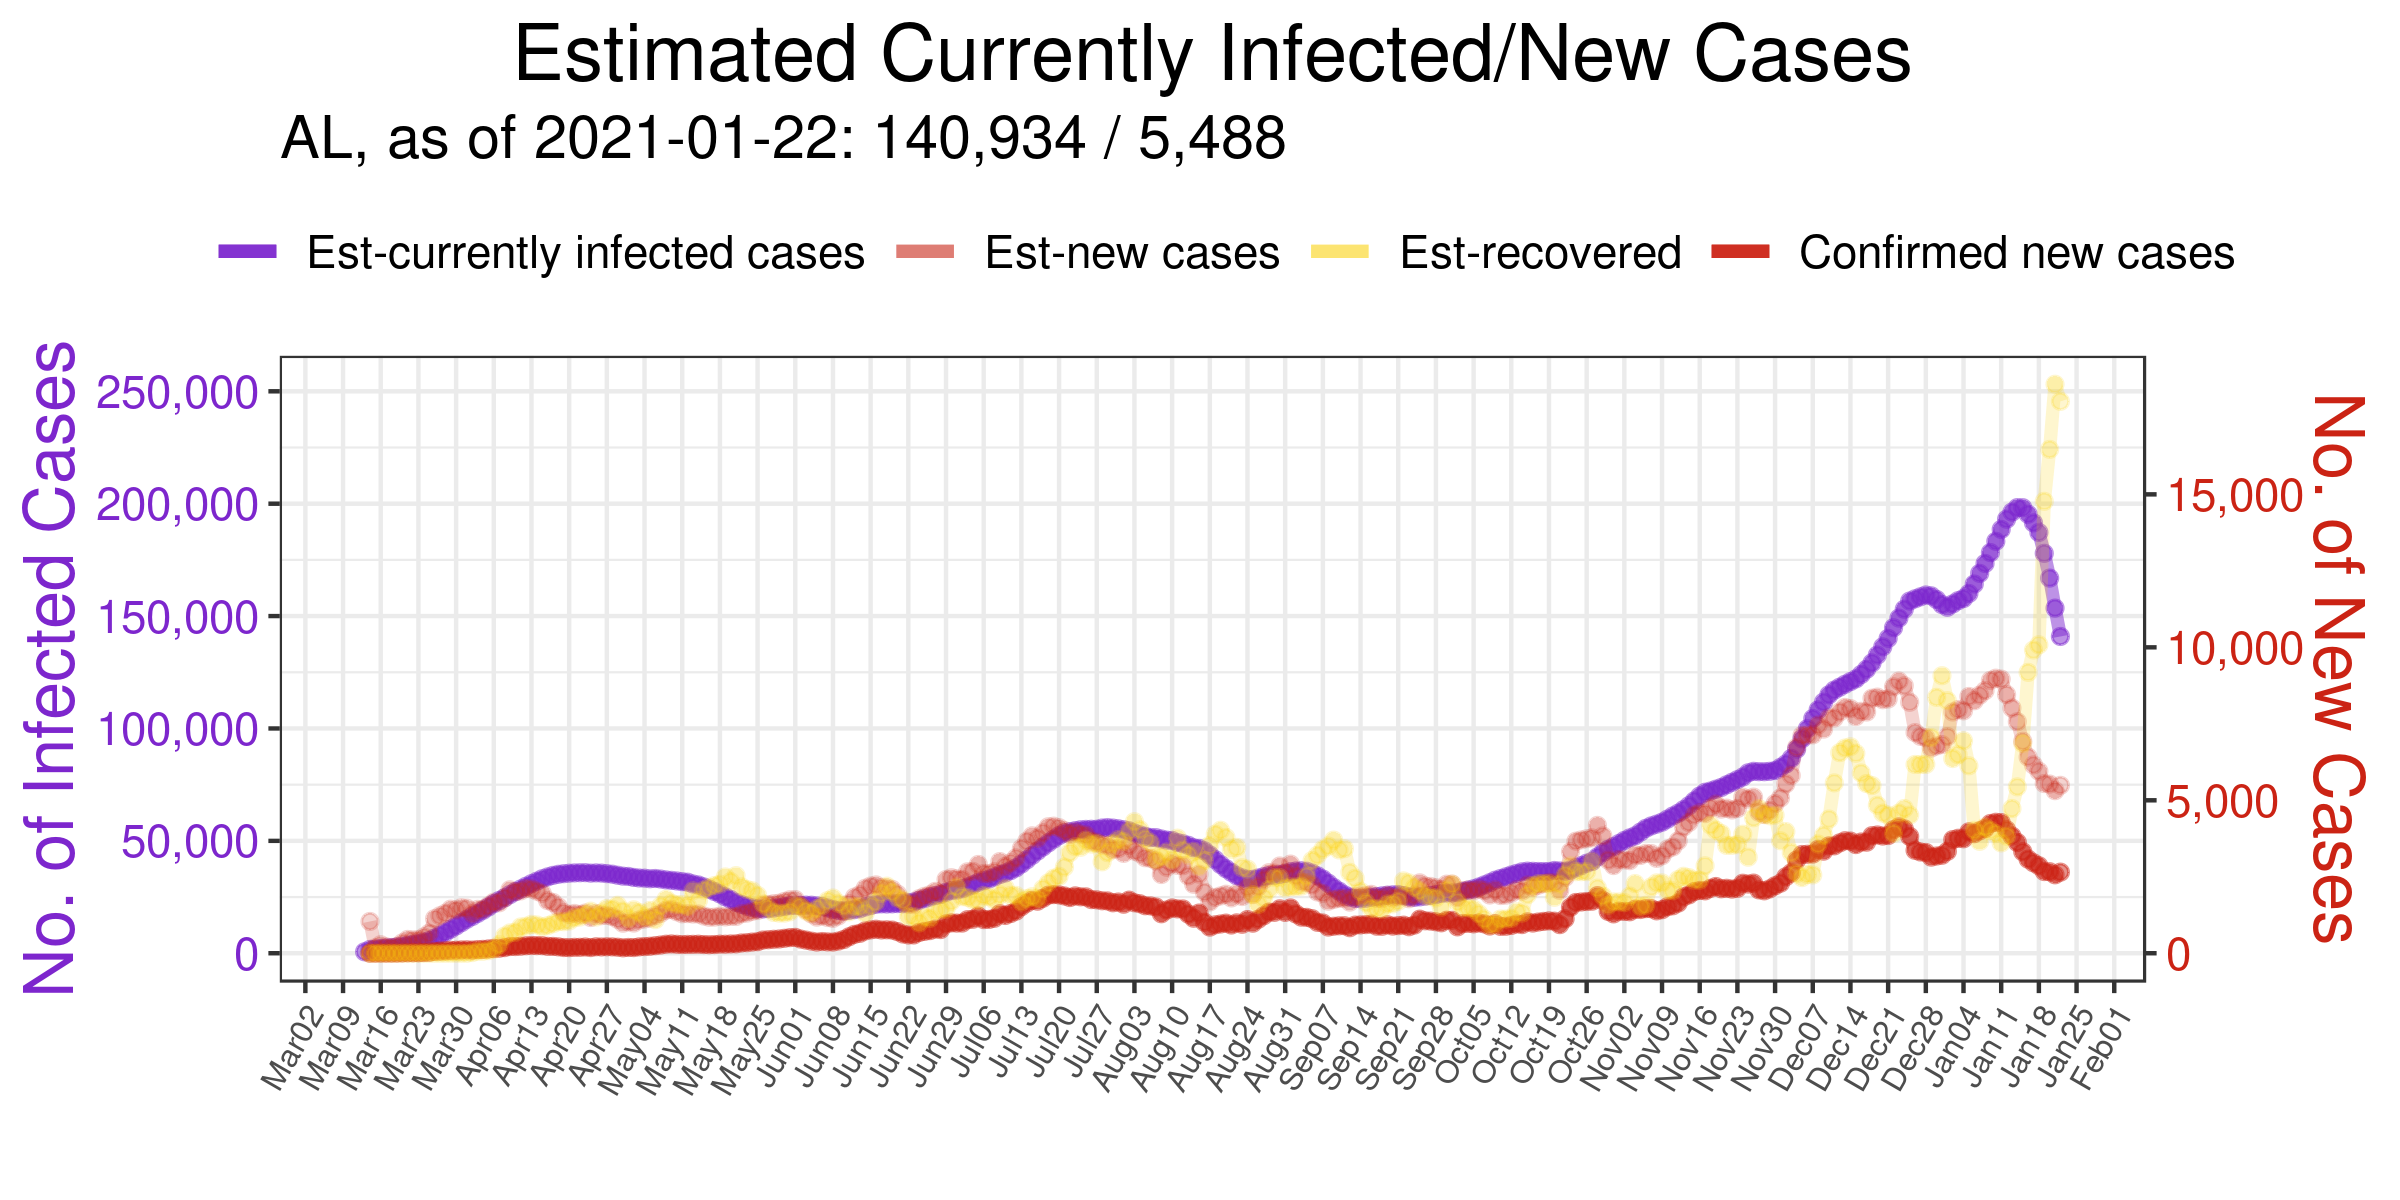 Estimated Currently Infected/New Cases
AL, as of 2021-01-22: 140,934 / 5,488
Est-currently infected cases Est-new cases Est-recovered Confirmed new cases
No. of Infected Cases
250,000
200,000
150,000
100,000
50,000
0
15,000
10,000
5,000
0
No. of New Cases
Mar02 Mar09 Mar16 Mar23 Mar30 Apr06 Apr13 Apr20 Apr27 May04 May11 May18 May25 Jun01 Jun08 Jun15 Jun22 Jun29 Jul06 Jul13 Jul20 Jul27 Aug03 Aug10 Aug17 Aug24 Aug31 Sep07 Sep14 Sep21 Sep28 Oct05 Oct12 Oct19 Oct26 Nov02 Nov09 Nov16 Nov23 Nov30 Dec07 Dec14 Dec21 Dec28 Jan04 Jan11 Jan18 Jan25 Feb01